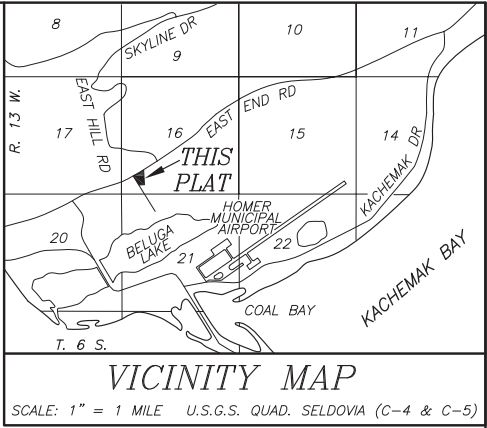 8
SKYLINE DR
9
10
11
R. 13 W.
17
EAST HILL RD
16
EAST END RD
15
14
THIS
PLAT
KACHEMAK DR
HOMER
MUNICIPAL
AIRPORT
20
BELUGA
LAKE
21
22
COAL BAY
KACHEMAK BAY
T. 6 S.
VICINITY MAP
SCALE: 1" = 1 MILE U.S.G.S. QUAD. SELDOVIA (C-4 & C-5)